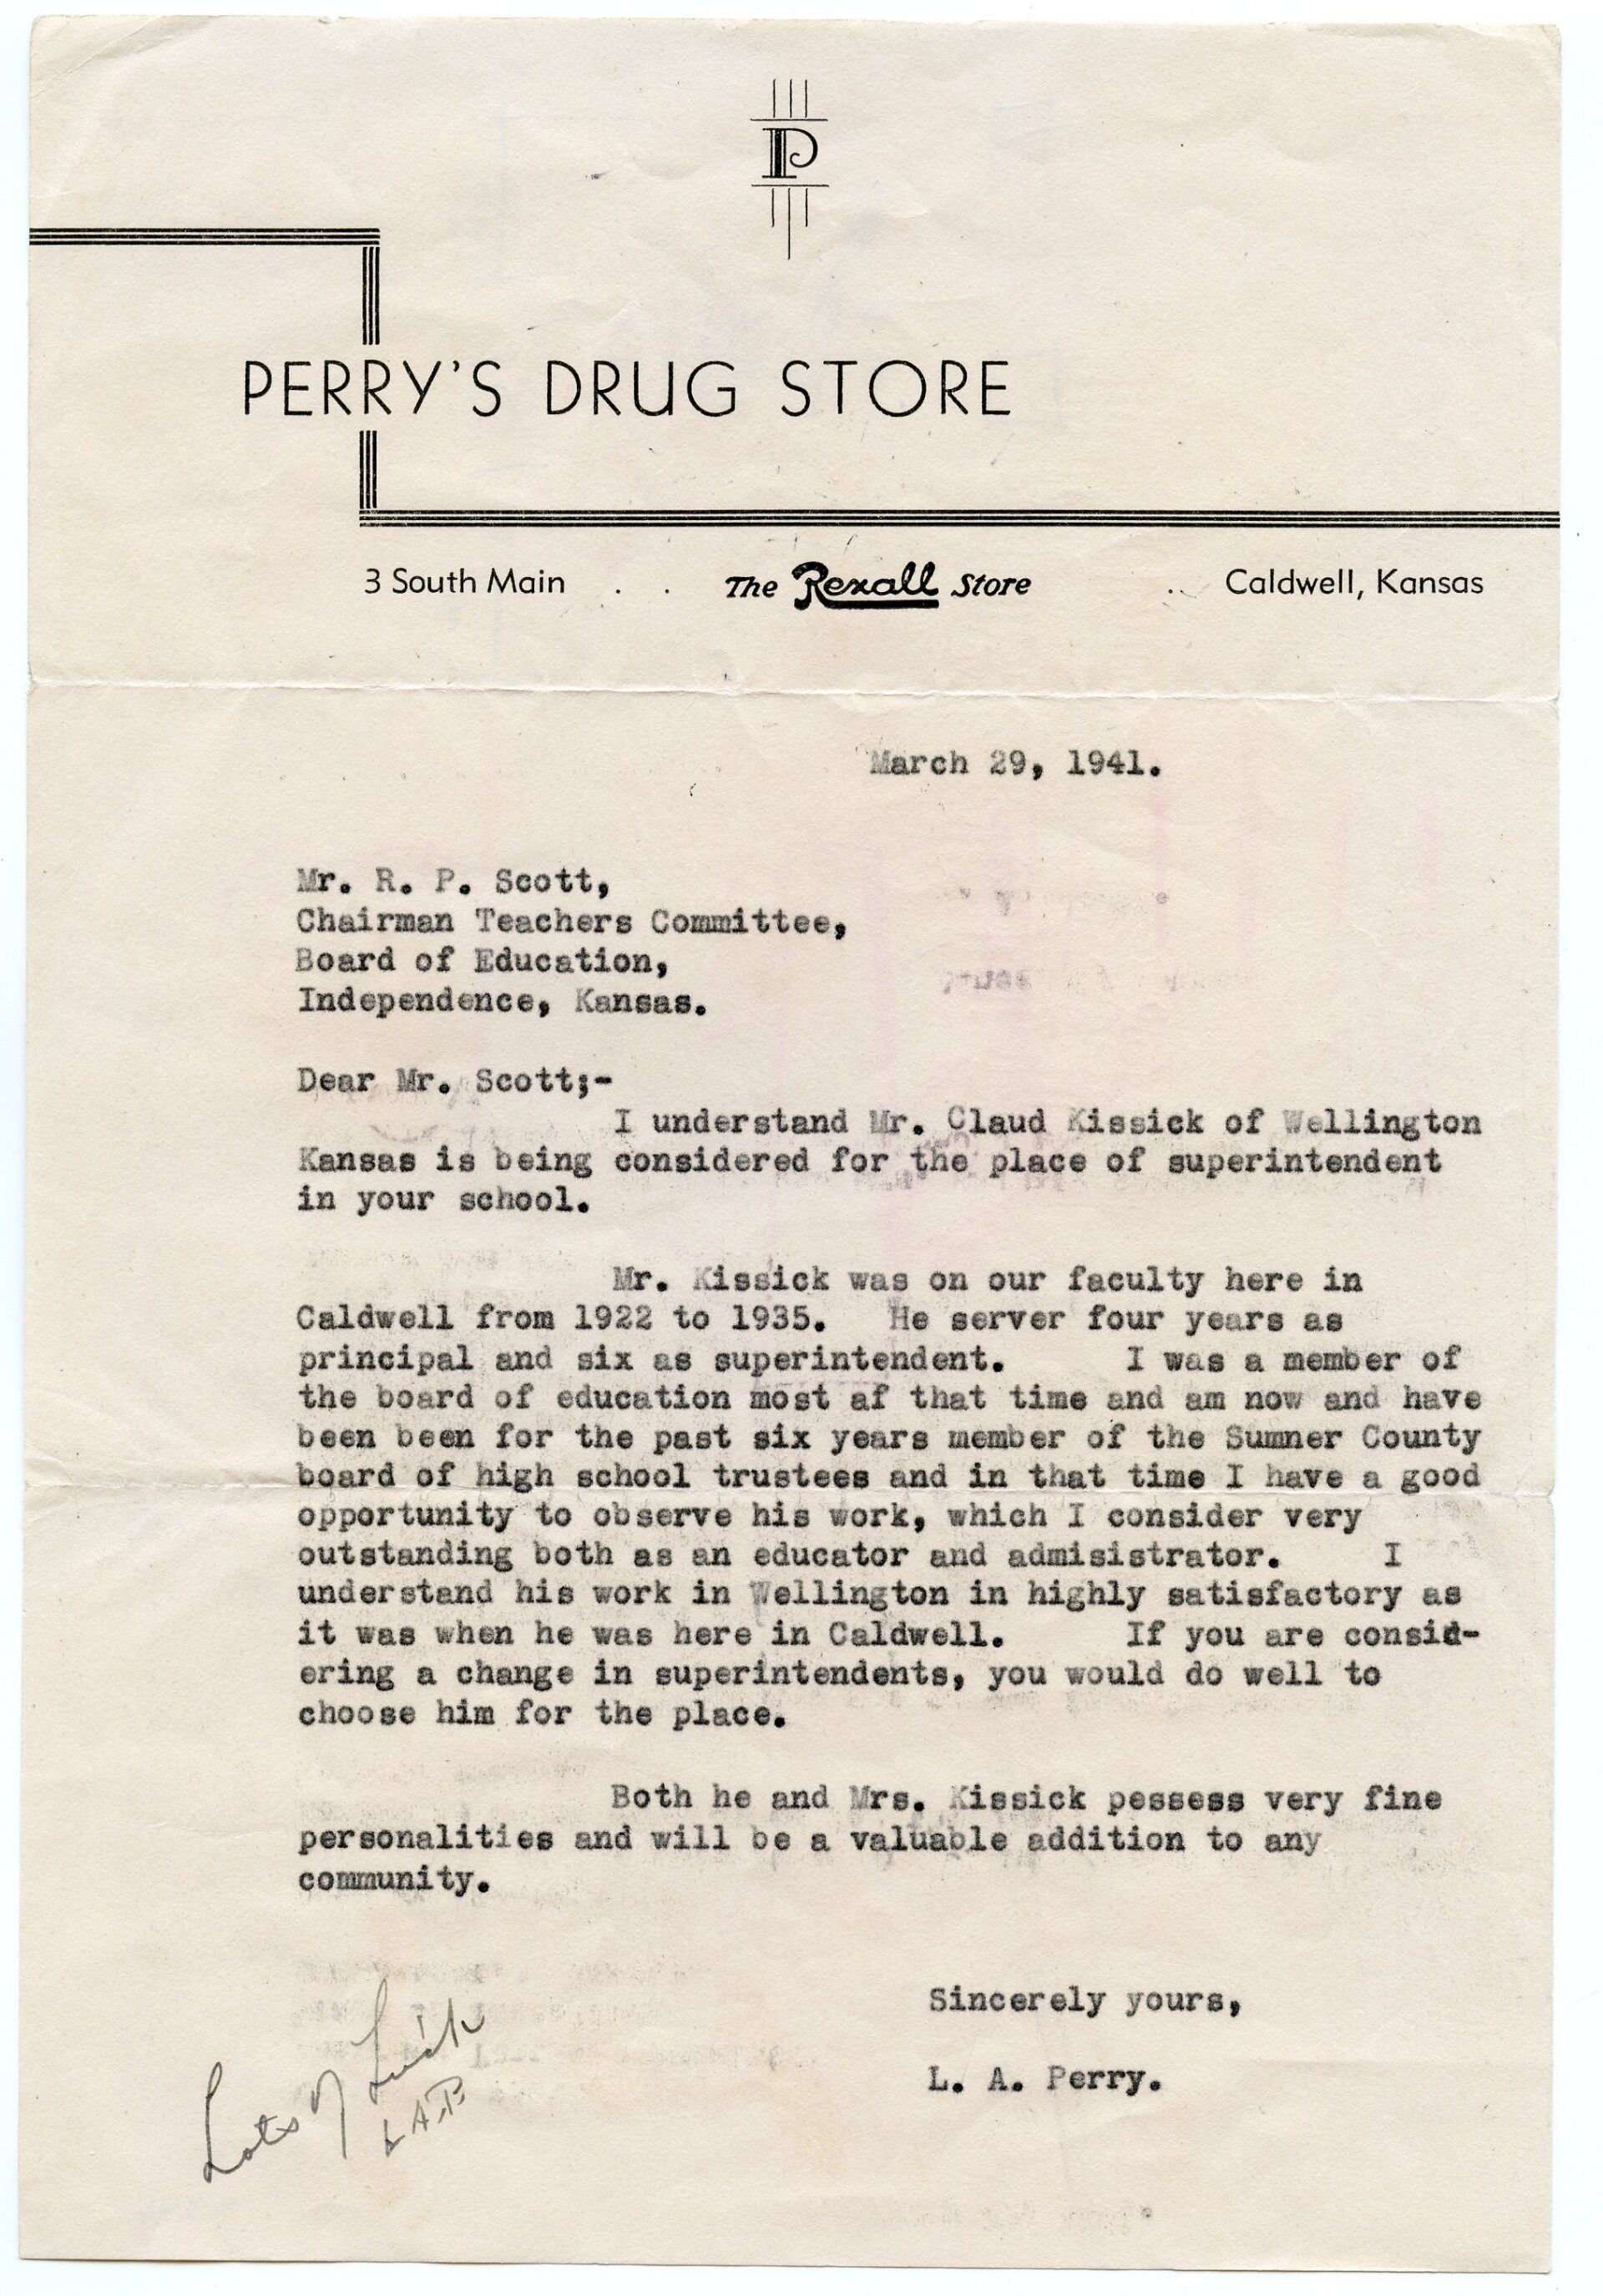 P
PERRY'S DRUG STORE
3 South Main . . The Rexall Store .. Caldwell, Kansas
March 29, 1941.
Mr. R. P. Scott,
Chairman Teachers Committee,
Board of Education,
Independence, Kansas.
Dear Mr. Scott;-
I understand Mr. Claud Kissick of Wellington
Kansas is being considered for the place of superintendent
in your school.
Mr. Kissick was on our faculty here in
Caldwell from 1922 to 1935. He server four years as
principal and six as superintendent. I was a member of
the board of education most af that time and am now and have
been been for the past six years member of the Sumner County
board of high school trustees and in that time I have a good
opportunity to observe his work, which I consider very
outstanding both as an educator and admisistrator. I
understand his work in Wellington in highly satisfactory as
it was when he was here in Caldwell. If you are consid-
ering a change in superintendents, you would do well to
choose him for the place.
Both he and Mrs. Kissick pessess very fine
personalities and will be a valuable addition to any
community.
Sincerely yours,
L. A. Perry.
Lots of Luck
LAP